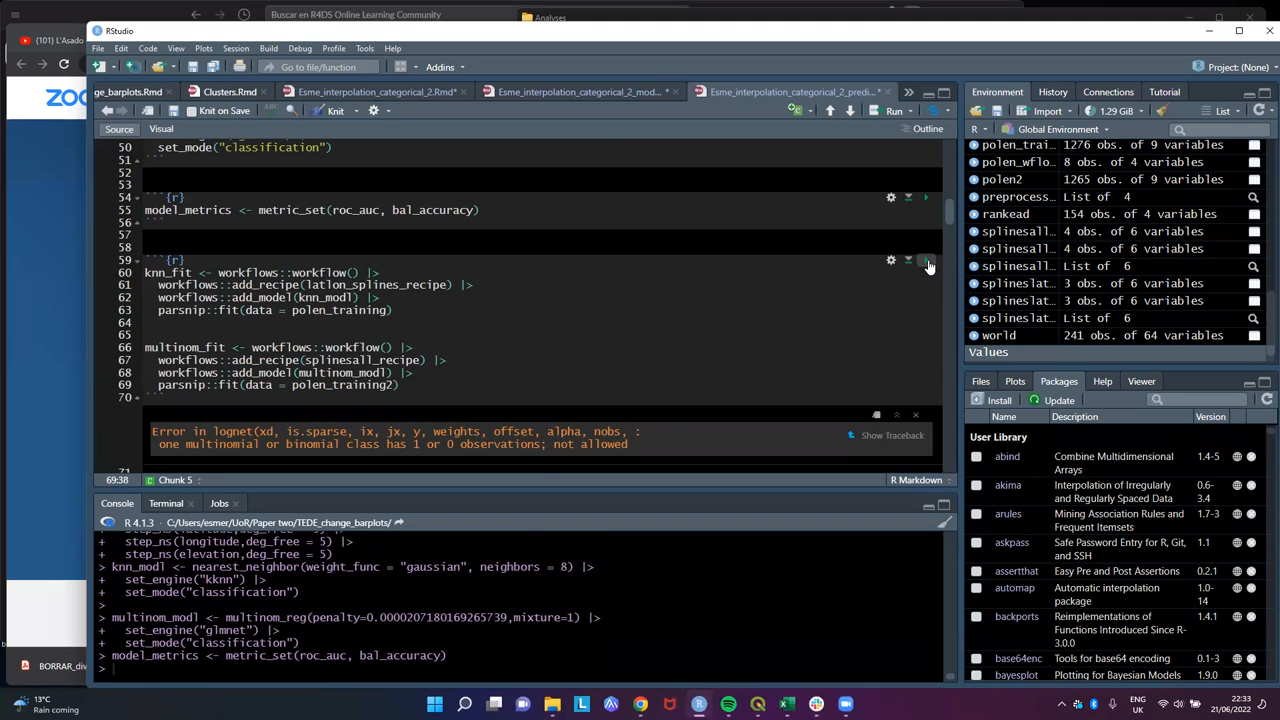 Buscar en R4DS Online Learning Community
Analyses
(101) L'Asado
RStudio
File Edit Code View Plots Session Build Debug Profile Tools Help
Go to file/function
Addins
Project: (None)
ge_barplots.Rmd
Clusters.Rmd
Esme_interpolation_categorical_2.Rmd*
Esme_interpolation_categorical_2_mod... *
Esme_interpolation_categorical_2_predi... *
Knit on Save
Knit
Run
Source Visual
Outline
50 set_mode("classification")
51 ```
52
53
54 ```{r}
55 model_metrics <- metric_set(roc_auc, bal_accuracy)
56 ```
57
58
59 ```{r}
60 knn_fit <- workflows::workflow() |>
61 workflows::add_recipe(latlon_splines_recipe) |>
62 workflows::add_model(knn_modl) |>
63 parsnip::fit(data = polen_training)
64
65
66 multinom_fit <- workflows::workflow() |>
67 workflows::add_recipe(splinesall_recipe) |>
68 workflows::add_model(multinom_modl) |>
69 parsnip::fit(data = polen_training2)
70 ```
Error in lognet(xd, is.sparse, ix, jx, y, weights, offset, alpha, nobs, :
one multinomial or binomial class has 1 or 0 observations; not allowed
Show Traceback
71
69:38 Chunk 5 R Markdown
Console Terminal Jobs
R 4.1.3 · C:/Users/esmer/UoR/Paper two/TEDE_change_barplots/
+ step_ns(longitude,deg_free = 5) |>
+ step_ns(elevation,deg_free = 5)
> knn_modl <- nearest_neighbor(weight_func = "gaussian", neighbors = 8) |>
+ set_engine("kknn") |>
+ set_mode("classification")
>
> multinom_modl <- multinom_reg(penalty=0.0000207180169265739,mixture=1) |>
+ set_engine("glmnet") |>
+ set_mode("classification")
> model_metrics <- metric_set(roc_auc, bal_accuracy)
>
Environment History Connections Tutorial
Import 1.29 GiB List
R Global Environment
polen_trai... 1276 obs. of 9 variables
polen_wflo... 8 obs. of 4 variables
polen2 1265 obs. of 9 variables
preprocess... List of 4
rankead 154 obs. of 4 variables
splinesall... 4 obs. of 6 variables
splinesall... 4 obs. of 6 variables
splinesall... List of 6
splineslat... 3 obs. of 6 variables
splineslat... 3 obs. of 6 variables
splineslat... List of 6
world 241 obs. of 64 variables
Values
Files Plots Packages Help Viewer
Install Update
Name Description Version
User Library
abind Combine Multidimensional Arrays 1.4-5
akima Interpolation of Irregularly and Regularly Spaced Data 0.6-3.4
arules Mining Association Rules and Frequent Itemsets 1.7-3
askpass Safe Password Entry for R, Git, and SSH 1.1
assertthat Easy Pre and Post Assertions 0.2.1
automap Automatic interpolation package 1.0-14
backports Reimplementations of Functions Introduced Since R-3.0.0 1.4.1
base64enc Tools for base64 encoding 0.1-3
bayesplot Plotting for Bayesian Models 1.9.0
BORRAR_direc
13°C
Rain coming
ENG
UK
22:33
21/06/2022